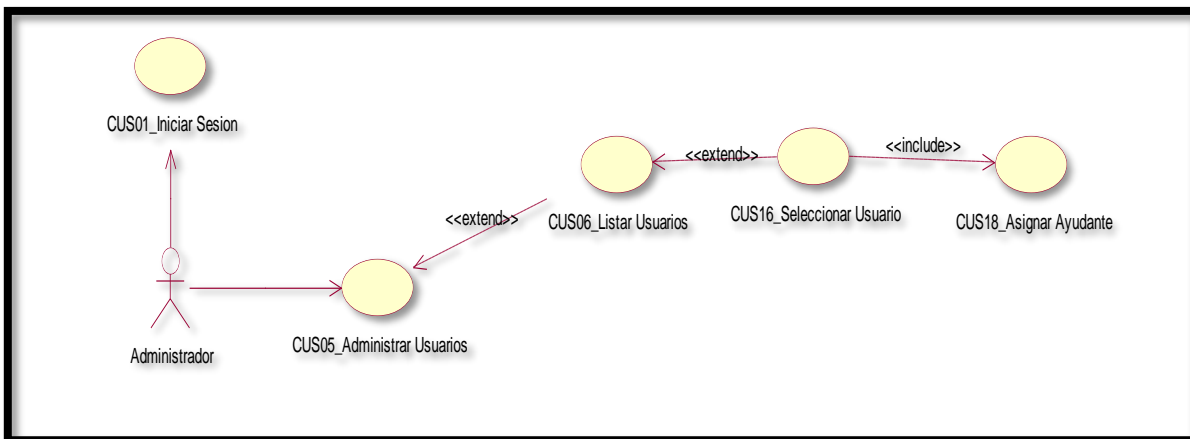 CUS01_Iniciar Sesion
<<extend>>
<<include>>
CUS06_Listar Usuarios
CUS16_Seleccionar Usuario
CUS18_Asignar Ayudante
<<extend>>
Administrador
CUS05_Administrar Usuarios